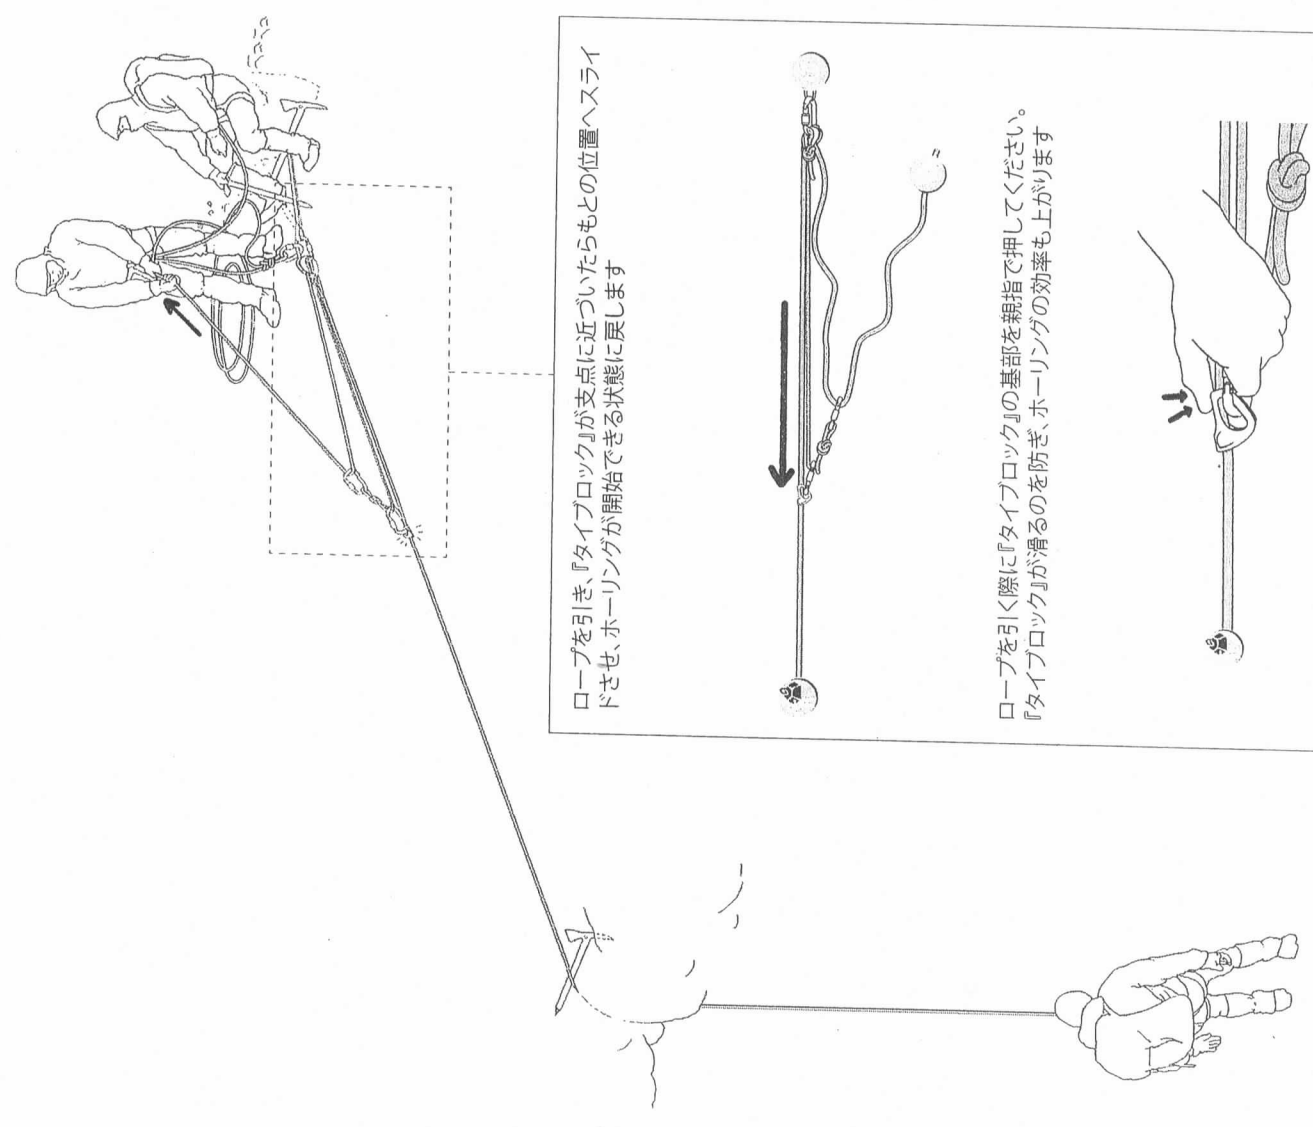 ロープを引き、『タイブロック』が支点に近づいたらもとの位置へスライ
ドさせ、ホーリングが開始できる状態に戻します
ロープを引く際に『タイブロック』の基部を親指で押してください。
『タイブロック』が滑るのを防ぎ、ホーリングの効率も上がります